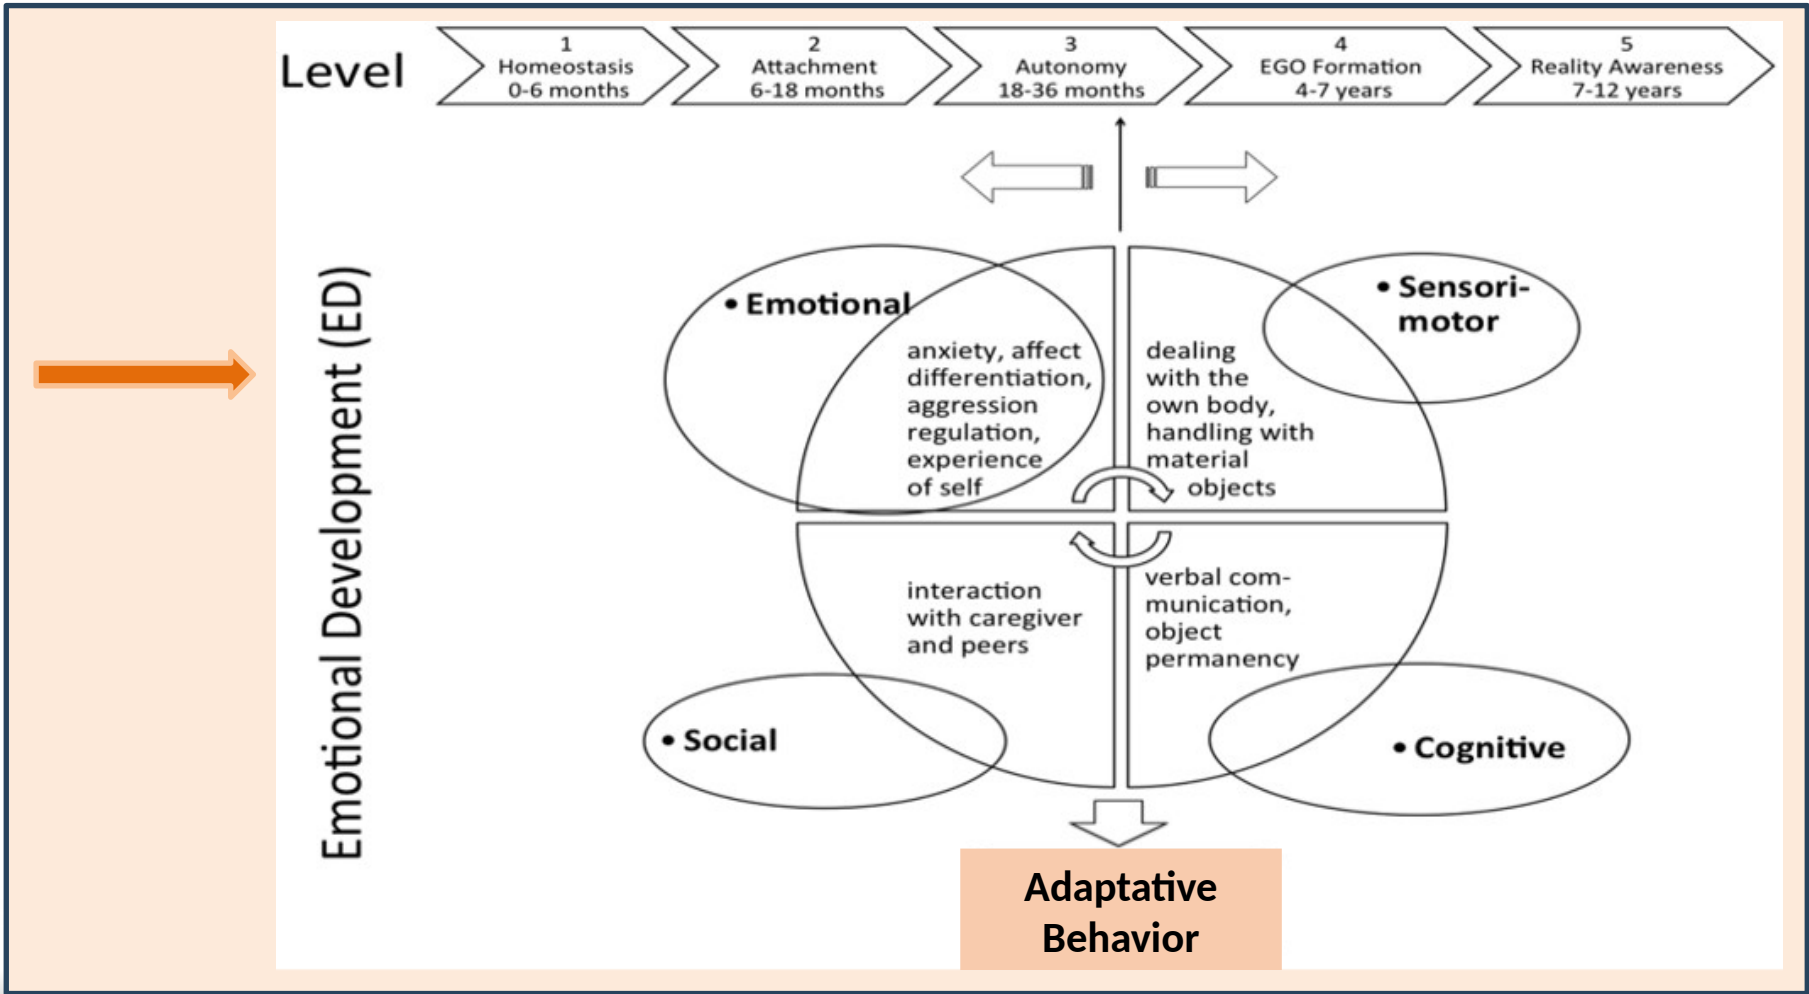 Level
1
Homeostasis
0-6 months
2
Attachment
6-18 months
3
Autonomy
18-36 months
4
EGO Formation
4-7 years
5
Reality Awareness
7-12 years
Emotional Development (ED)
• Emotional
anxiety, affect
differentiation,
aggression
regulation,
experience
of self
• Sensori-
motor
dealing
with the
own body,
handling with
material
objects
interaction
with caregiver
and peers
• Social
verbal com-
munication,
object
permanency
• Cognitive
Adaptative
Behavior